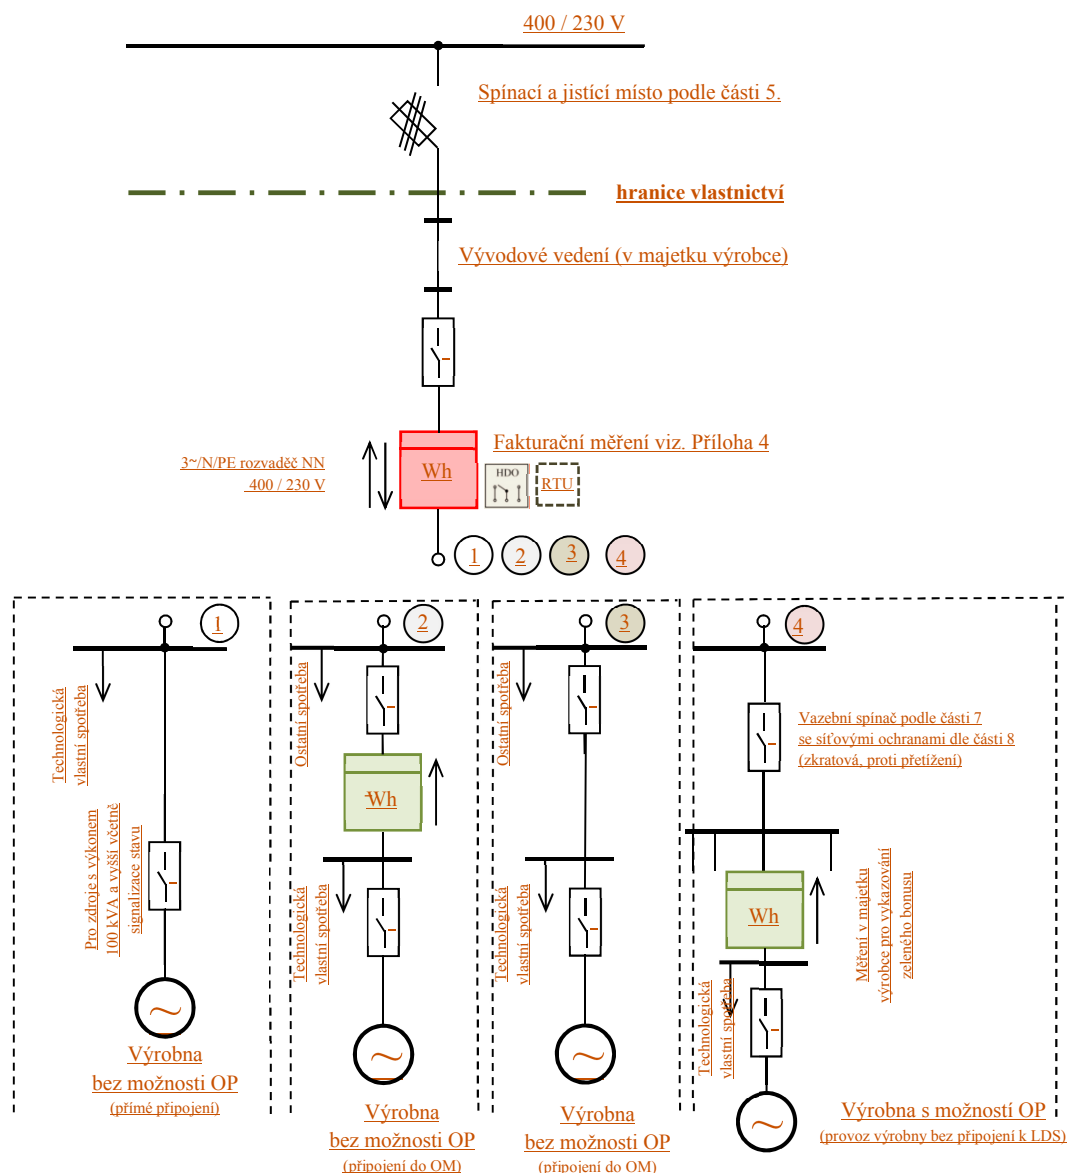 400 / 230 V
Spínací a jistící místo podle části 5.
hranice vlastnictví
Vývodové vedení (v majetku výrobce)
Fakturační měření viz. Příloha 4
3~/N/PE rozvaděč NN
400 / 230 V
Wh
HDO
RTU
1
2
3
4
1
Technologická
vlastní spotřeba
Pro zdroje s výkonem
100 kVA a vyšší včetně
signalizace stavu
Výrobna
bez možnosti OP
(přímé připojení)
2
Ostatní spotřeba
Wh
Technologická
vlastní spotřeba
Výrobna
bez možnosti OP
(připojení do OM)
3
Ostatní spotřeba
Technologická
vlastní spotřeba
Výrobna
bez možnosti OP
(připojení do OM)
4
Vazební spínač podle části 7
se síťovými ochranami dle části 8
(zkratová, proti přetížení)
Wh
Měření v majetku
výrobce pro vykazování
zeleného bonusu
Technologická
vlastní spotřeba
Výrobna s možností OP
(provoz výrobny bez připojení k LDS)